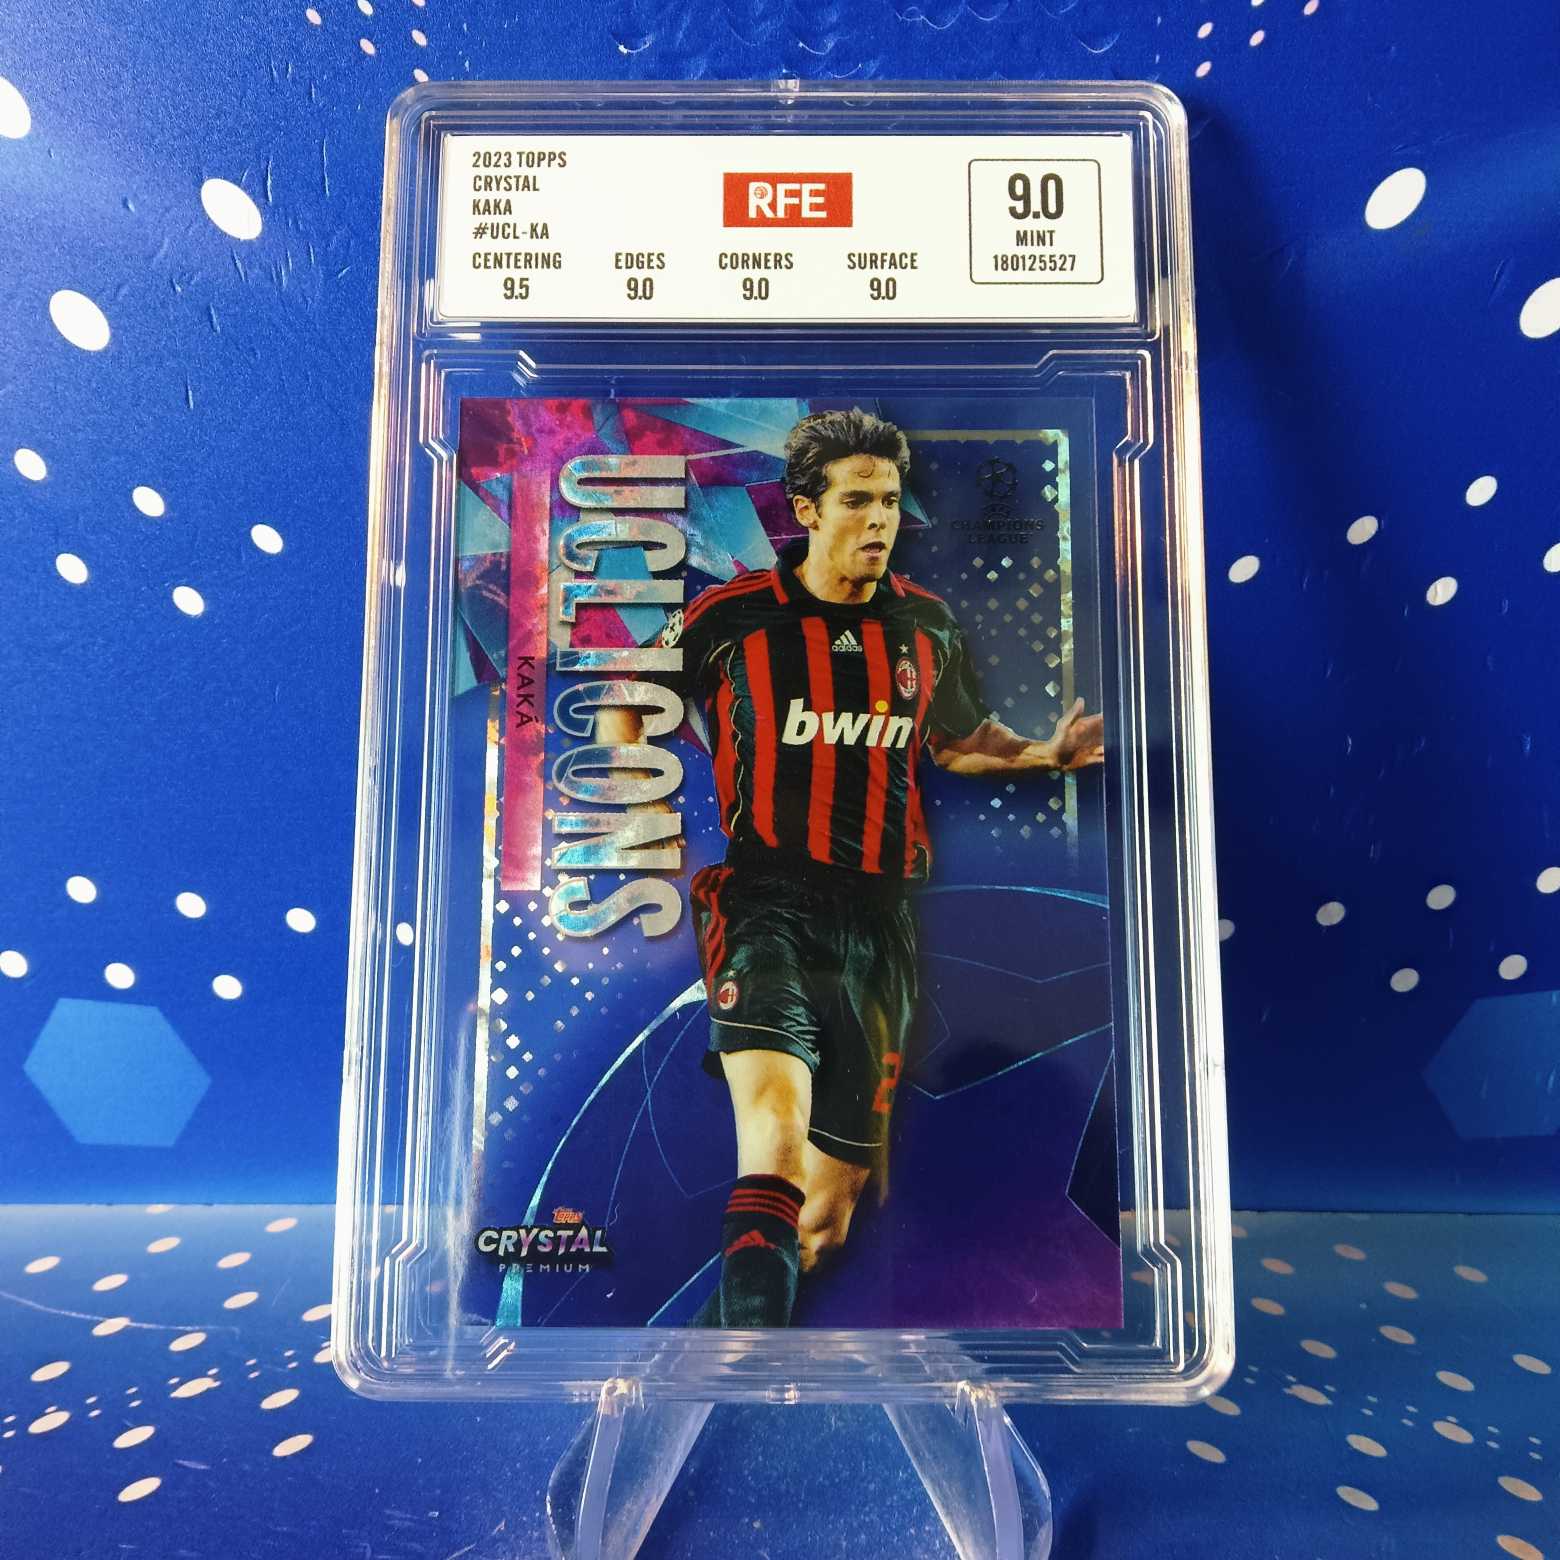 2023 TOPPS
CRYSTAL
KAKA
#UCL-KA
RFE
9.0
MINT
180125527
CENTERING EDGES CORNERS SURFACE
9.5 9.0 9.0 9.0
UCL ICONS
KAKÁ
CHAMPIONS
LEAGUE
adidas
bwin
2
TOPPS
CRYSTAL
PREMIUM